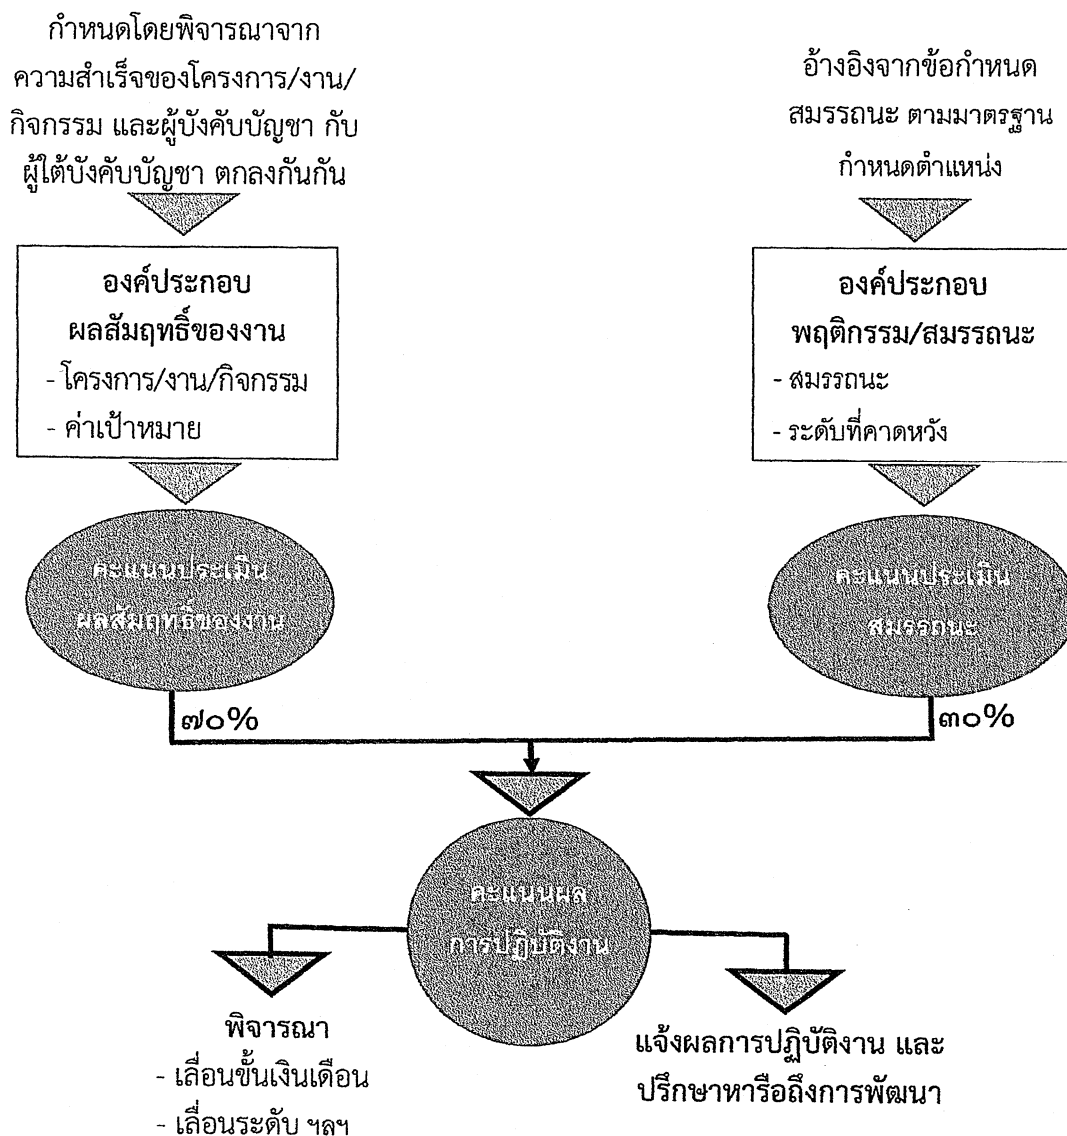 กำหนดโดยพิจารณาจาก
ความสำเร็จของโครงการ/งาน/
กิจกรรม และผู้บังคับบัญชา กับ
ผู้ใต้บังคับบัญชา ตกลงกันกัน
อ้างอิงจากข้อกำหนด
สมรรถนะ ตามมาตรฐาน
กำหนดตำแหน่ง
องค์ประกอบ
ผลสัมฤทธิ์ของงาน
- โครงการ/งาน/กิจกรรม
- ค่าเป้าหมาย
องค์ประกอบ
พฤติกรรม/สมรรถนะ
- สมรรถนะ
- ระดับที่คาดหวัง
คะแนนประเมิน
ผลสัมฤทธิ์ของงาน
คะแนนประเมิน
สมรรถนะ
๗๐%
๓๐%
คะแนนผล
การปฏิบัติงาน
พิจารณา
- เลื่อนขั้นเงินเดือน
- เลื่อนระดับ ฯลฯ
แจ้งผลการปฏิบัติงาน และ
ปรึกษาหารือถึงการพัฒนา